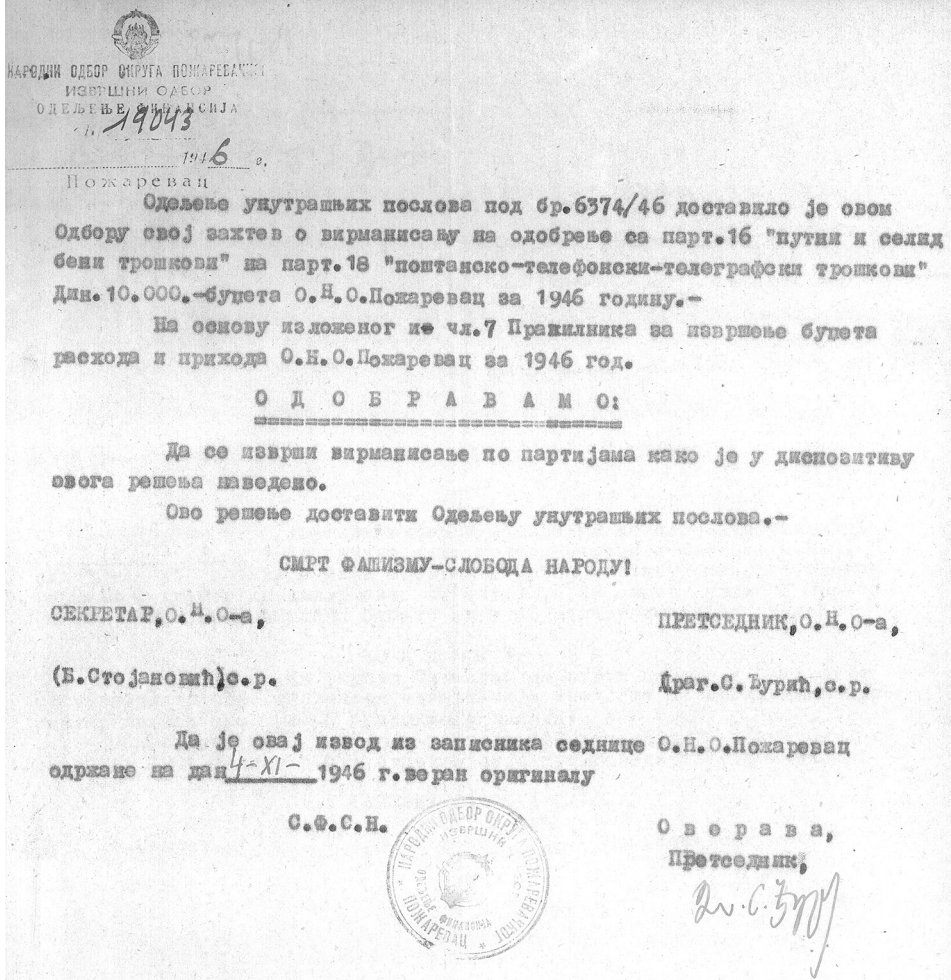 НАРОДНИ ОДБОР ОКРУГА ПОЖАРЕВАЧКОГ
ИЗВРШНИ ОДБОР
ОДЕЉЕЊЕ ФИНАНСИЈА
19043
1946 г.
Пожаревац
Одељење унутрашњих послова под бр.6374/46 доставило је овом
Одбору свој захтев о вирманисању на одобрење са парт.16 "путни и селид
бени трошкови" на парт.18 "поштанско-телефонски-телеграфски трошкови"
Дин.10.000.-буџета О.Н.О.Пожаревац за 1946 годину.-
На основу изложеног и чл.7 Правилника за извршење буџета
расхода и прихода О.Н.О.Пожаревац за 1946 год.
О Д О Б Р А В А М О:
Да се изврши вирманисање по партијама како је у диспозитиву
овога решења наведено.
Ово решење доставити Одељењу унутрашњих послова.-
СМРТ ФАШИЗМУ-СЛОБОДА НАРОДУ!
СЕКРЕТАР,О.Н.О-а, ПРЕТСЕДНИК,О.Н.О-а,
(Б.Стојановић)с.р. Драг.С.Ђурић,с.р.
Да је овај извод из записника седнице О.Н.О.Пожаревац
одржане на дан 4-XI- 1946 г.веран оригиналу
С.Ф.С.Н. О в е р а в а,
Претседник,
НАРОДНИ ОДБОР ОКРУГА ПОЖАРЕВАЧКОГ
ИЗВРШНИ
ФИНАНСИЈА
ПОЖАРЕВАЦ